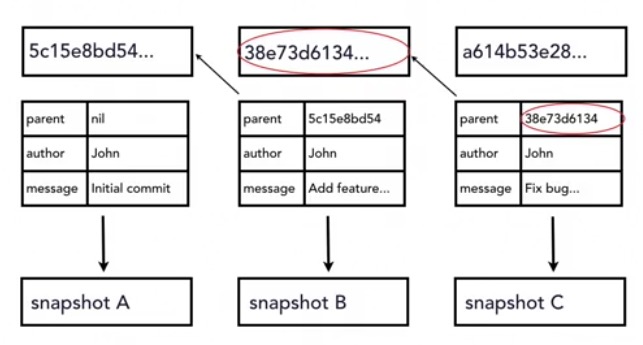 5c15e8bd54...
38e73d6134...
a614b53e28...
parent nil
author John
message Initial commit
parent 5c15e8bd54
author John
message Add feature...
parent 38e73d6134
author John
message Fix bug...
snapshot A
snapshot B
snapshot C